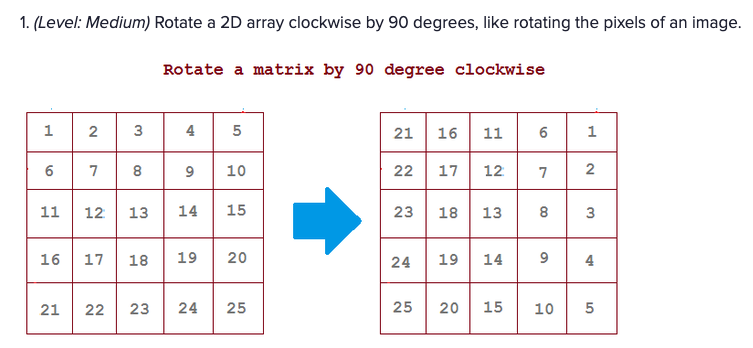 1. (Level: Medium) Rotate a 2D array clockwise by 90 degrees, like rotating the pixels of an image.
Rotate a matrix by 90 degree clockwise
1 2 3 4 5
6 7 8 9 10
11 12 13 14 15
16 17 18 19 20
21 22 23 24 25
21 16 11 6 1
22 17 12 7 2
23 18 13 8 3
24 19 14 9 4
25 20 15 10 5